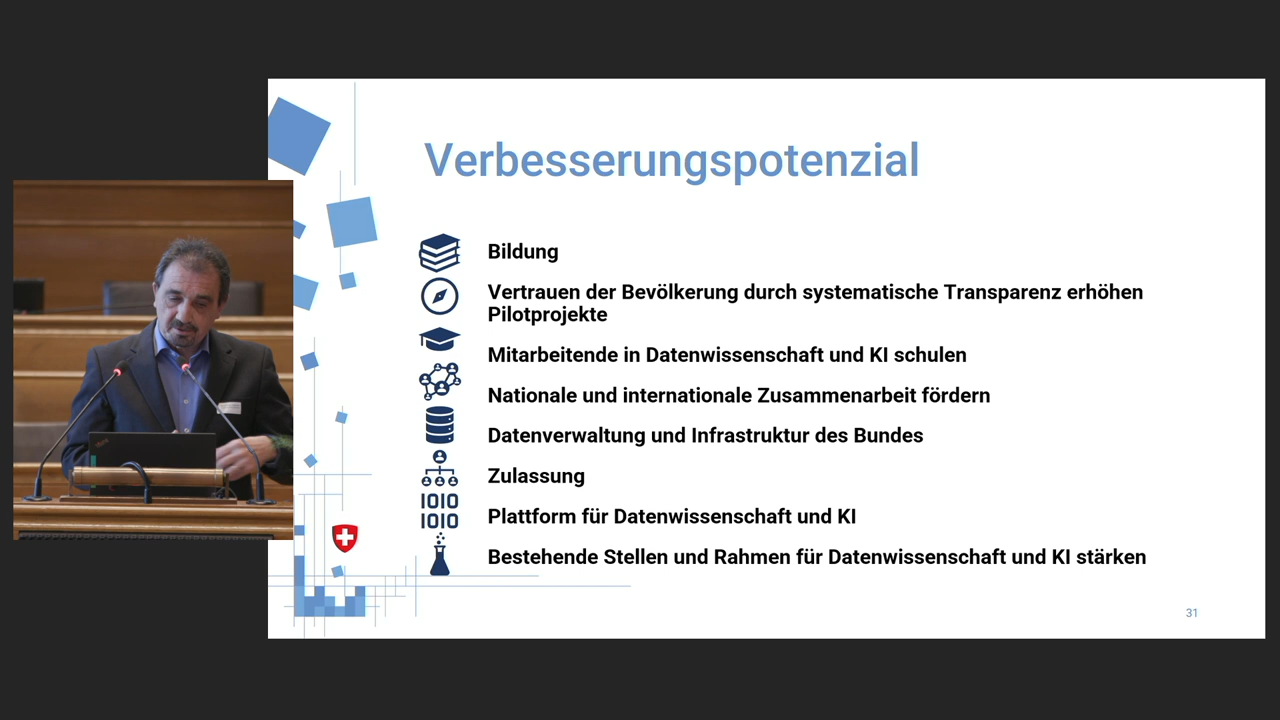 Verbesserungspotenzial
Bildung
Vertrauen der Bevölkerung durch systematische Transparenz erhöhen
Pilotprojekte
Mitarbeitende in Datenwissenschaft und KI schulen
Nationale und internationale Zusammenarbeit fördern
Datenverwaltung und Infrastruktur des Bundes
Zulassung
IOIO
IOIO
Plattform für Datenwissenschaft und KI
Bestehende Stellen und Rahmen für Datenwissenschaft und KI stärken
31